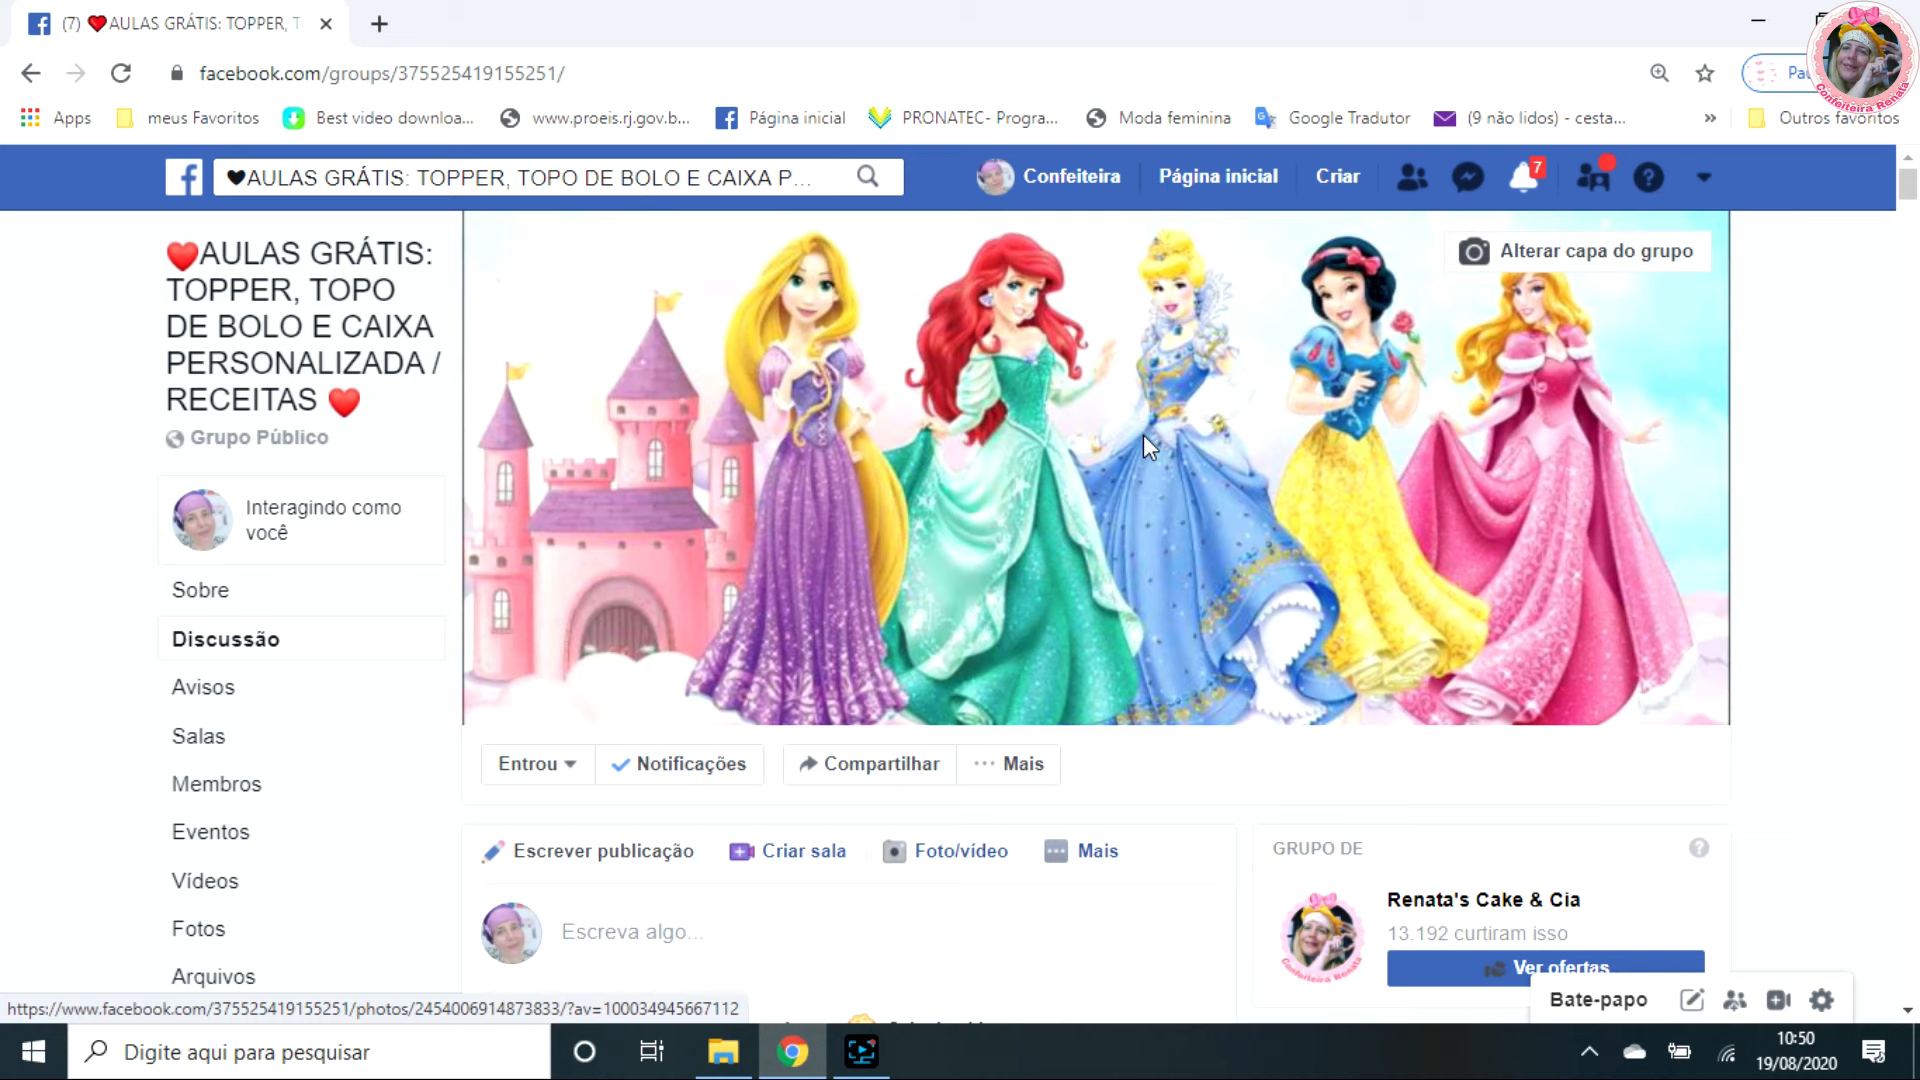 (7) ❤AULAS GRÁTIS: TOPPER, T
facebook.com/groups/375525419155251/
Apps
meus Favoritos
Best video downloa...
www.proeis.rj.gov.b...
Página inicial
PRONATEC- Progra...
Moda feminina
Google Tradutor
(9 não lidos) - cesta...
»
Outros favoritos
Confeiteira Renata
♥AULAS GRÁTIS: TOPPER, TOPO DE BOLO E CAIXA P...
Confeiteira
Página inicial
Criar
7
❤AULAS GRÁTIS:
TOPPER, TOPO
DE BOLO E CAIXA
PERSONALIZADA /
RECEITAS ❤
Grupo Público
Alterar capa do grupo
Interagindo como
você
Sobre
Discussão
Avisos
Salas
Membros
Eventos
Vídeos
Fotos
Arquivos
Entrou
Notificações
Compartilhar
Mais
Escrever publicação
Criar sala
Foto/vídeo
Mais
Escreva algo...
GRUPO DE
Renata's Cake & Cia
13.192 curtiram isso
Ver ofertas
Confeiteira Renata
Bate-papo
https://www.facebook.com/375525419155251/photos/2454006914873833/?av=100034945667112
Digite aqui para pesquisar
10:50
19/08/2020